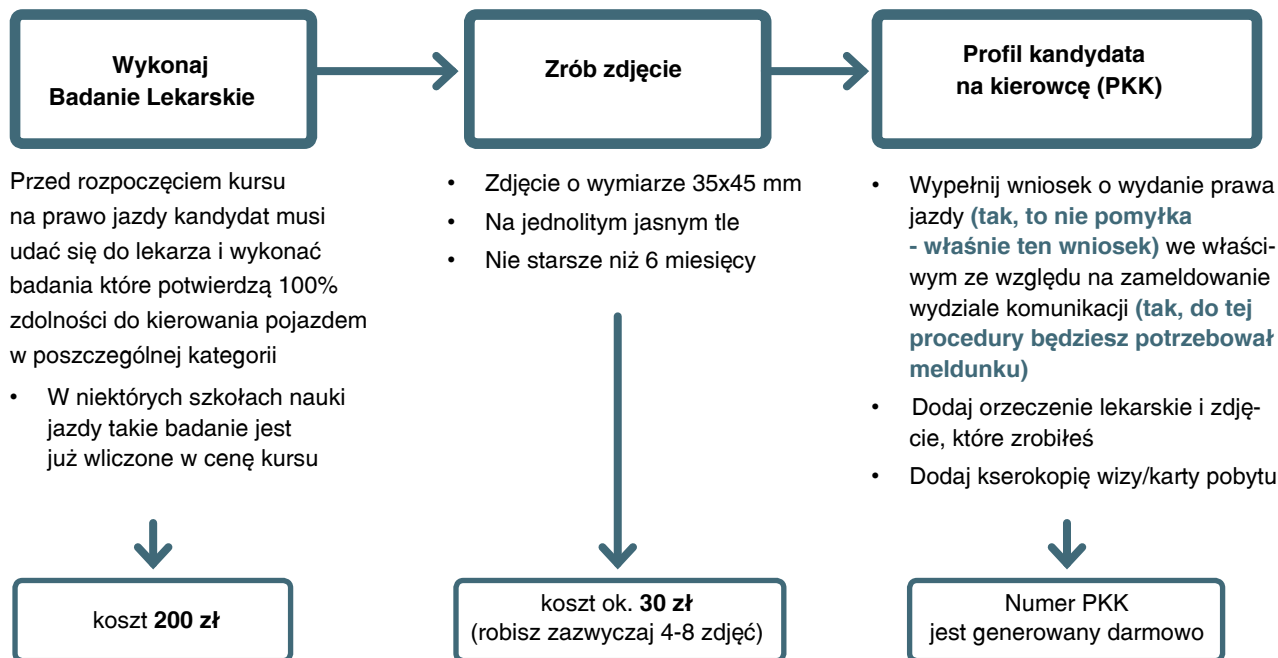 Wykonaj
Badanie Lekarskie
Przed rozpoczęciem kursu
na prawo jazdy kandydat musi
udać się do lekarza i wykonać
badania które potwierdzą 100%
zdolności do kierowania pojazdem
w poszczególnej kategorii
• W niektórych szkołach nauki
jazdy takie badanie jest
już wliczone w cenę kursu
koszt 200 zł
Zrób zdjęcie
• Zdjęcie o wymiarze 35x45 mm
• Na jednolitym jasnym tle
• Nie starsze niż 6 miesięcy
koszt ok. 30 zł
(robisz zazwyczaj 4-8 zdjęć)
Profil kandydata
na kierowcę (PKK)
• Wypełnij wniosek o wydanie prawa
jazdy (tak, to nie pomyłka
- właśnie ten wniosek) we właści-
wym ze względu na zameldowanie
wydziale komunikacji (tak, do tej
procedury będziesz potrzebował
meldunku)
• Dodaj orzeczenie lekarskie i zdję-
cie, które zrobiłeś
• Dodaj kserokopię wizy/karty pobytu
Numer PKK
jest generowany darmowo